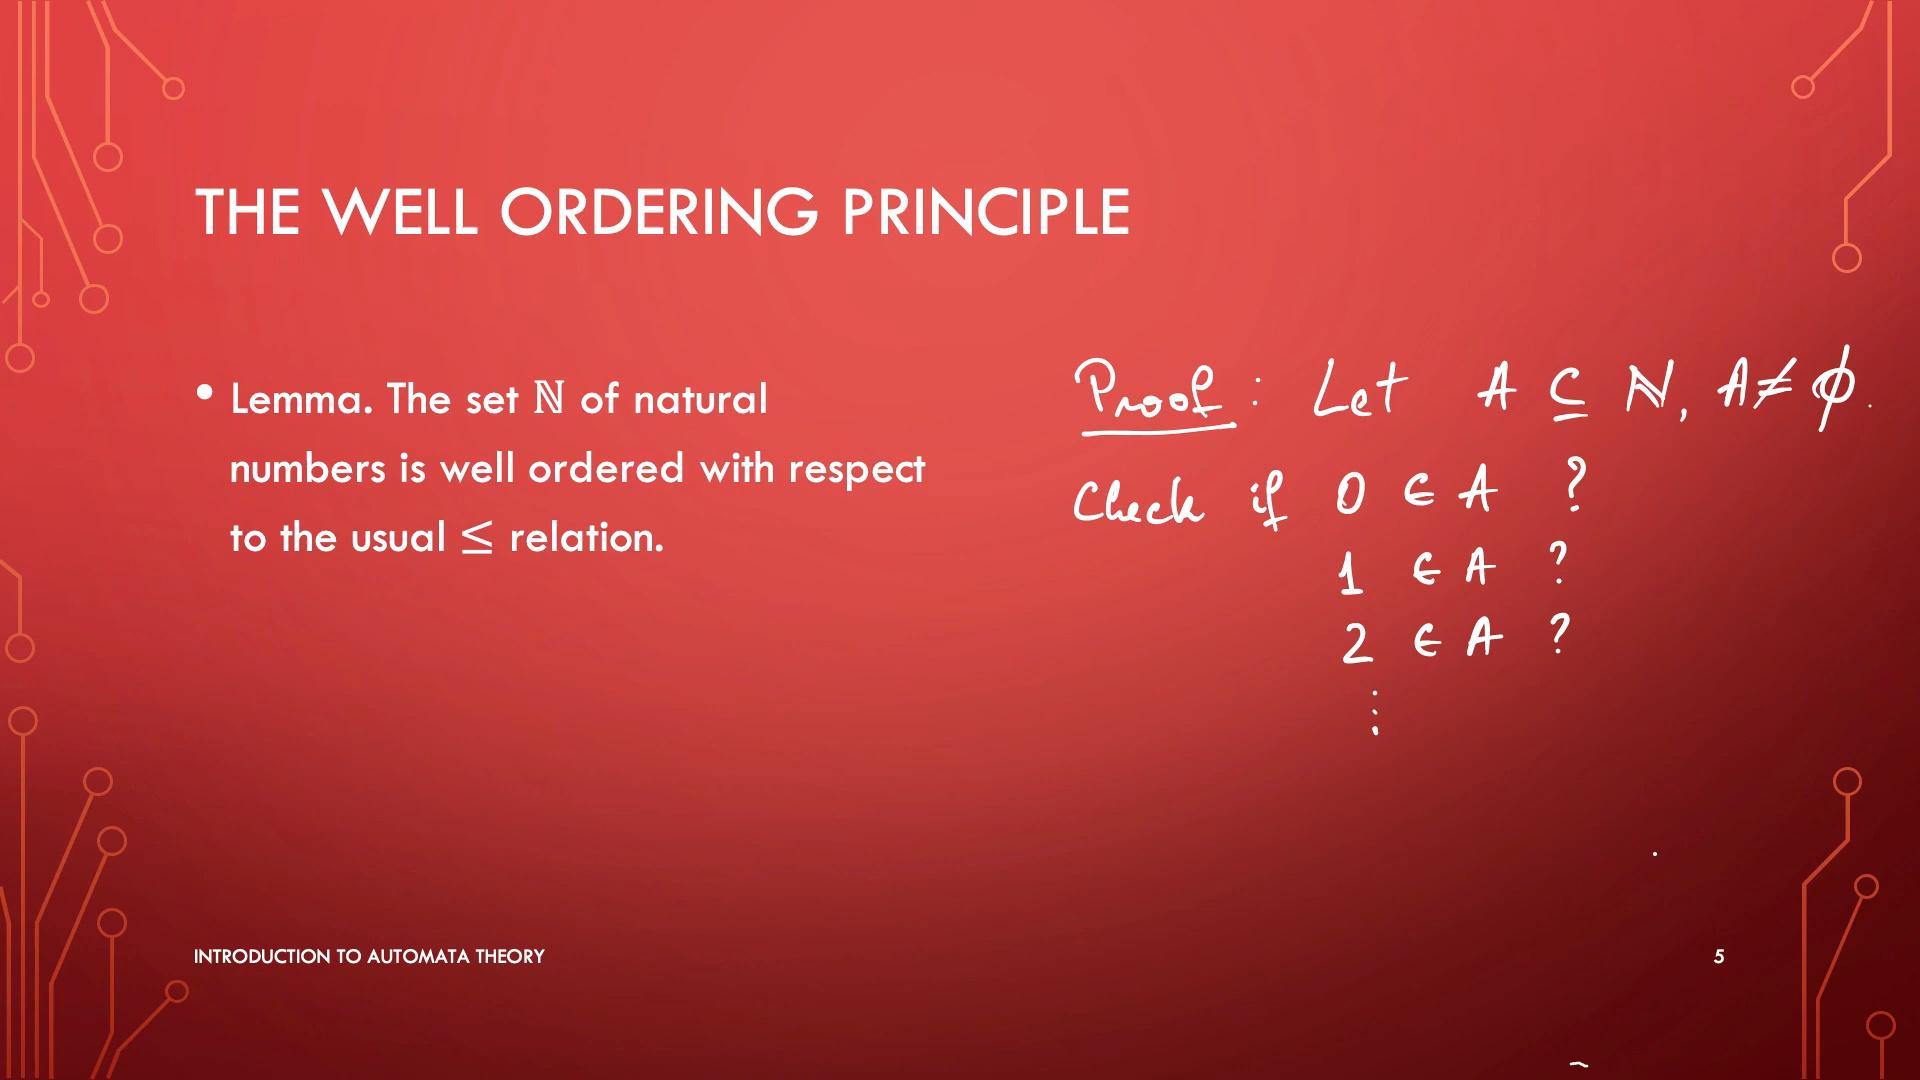 THE WELL ORDERING PRINCIPLE
• Lemma. The set ℕ of natural
numbers is well ordered with respect
to the usual ≤ relation.
Proof : Let A ⊆ ℕ, A ≠ ϕ.
Check if 0 ∈ A ?
1 ∈ A ?
2 ∈ A ?
⋮
INTRODUCTION TO AUTOMATA THEORY
5